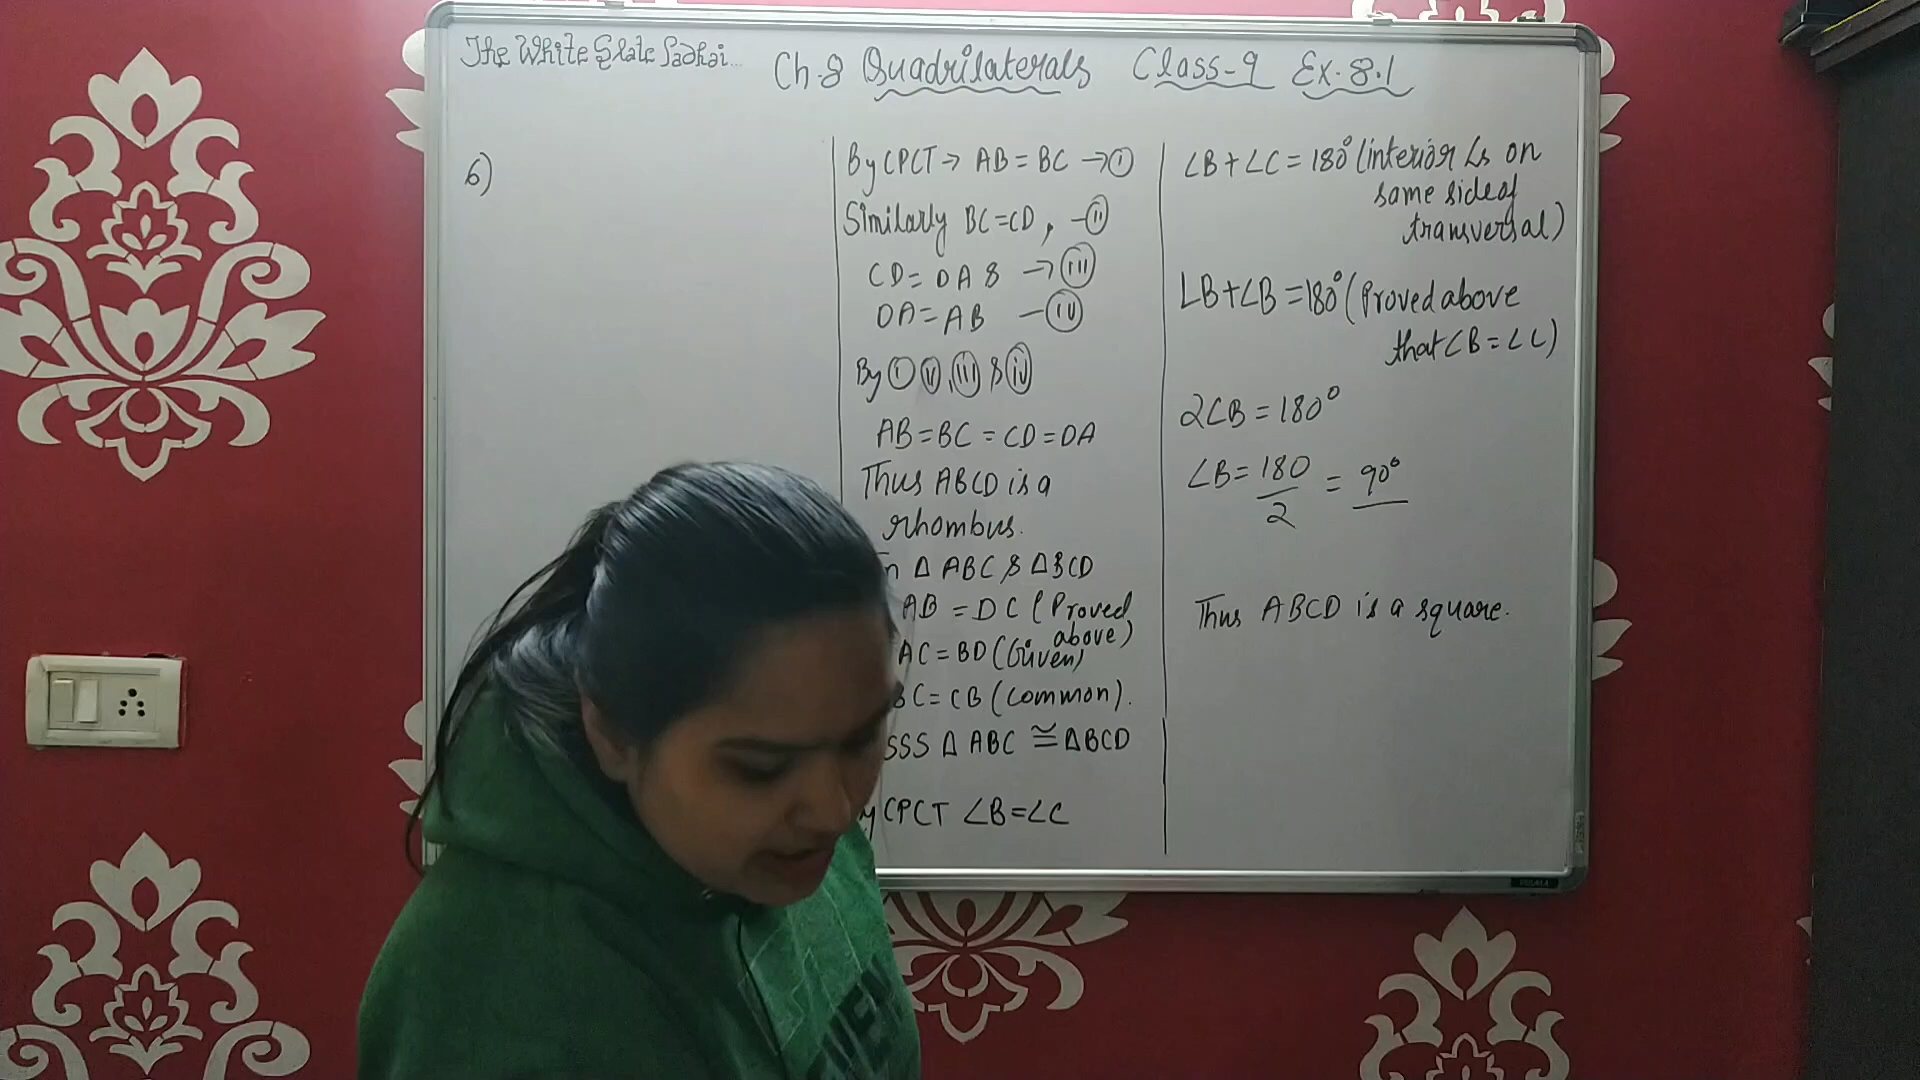 The White Slate Padhai...
Ch.8 Quadrilaterals Class-9 Ex.8.1
6)
By CPCT → AB = BC → (i)
Similarly BC = CD, - (ii)
CD = DA & → (iii)
DA = AB - (iv)
By (i) (ii), (iii) & (iv)
AB = BC = CD = DA
Thus ABCD is a
rhombus.
n Δ ABC & ΔBCD
AB = DC (Proved
above)
AC = BD (Given)
BC = CB (Common).
SSS Δ ABC ≅ ΔBCD
y CPCT ∠B = ∠C
∠B + ∠C = 180° (interior ∠s on
same side of
transversal)
∠B + ∠B = 180° (Proved above
that ∠B = ∠C)
2∠B = 180°
∠B = 180/2 = 90°
Thus ABCD is a square.